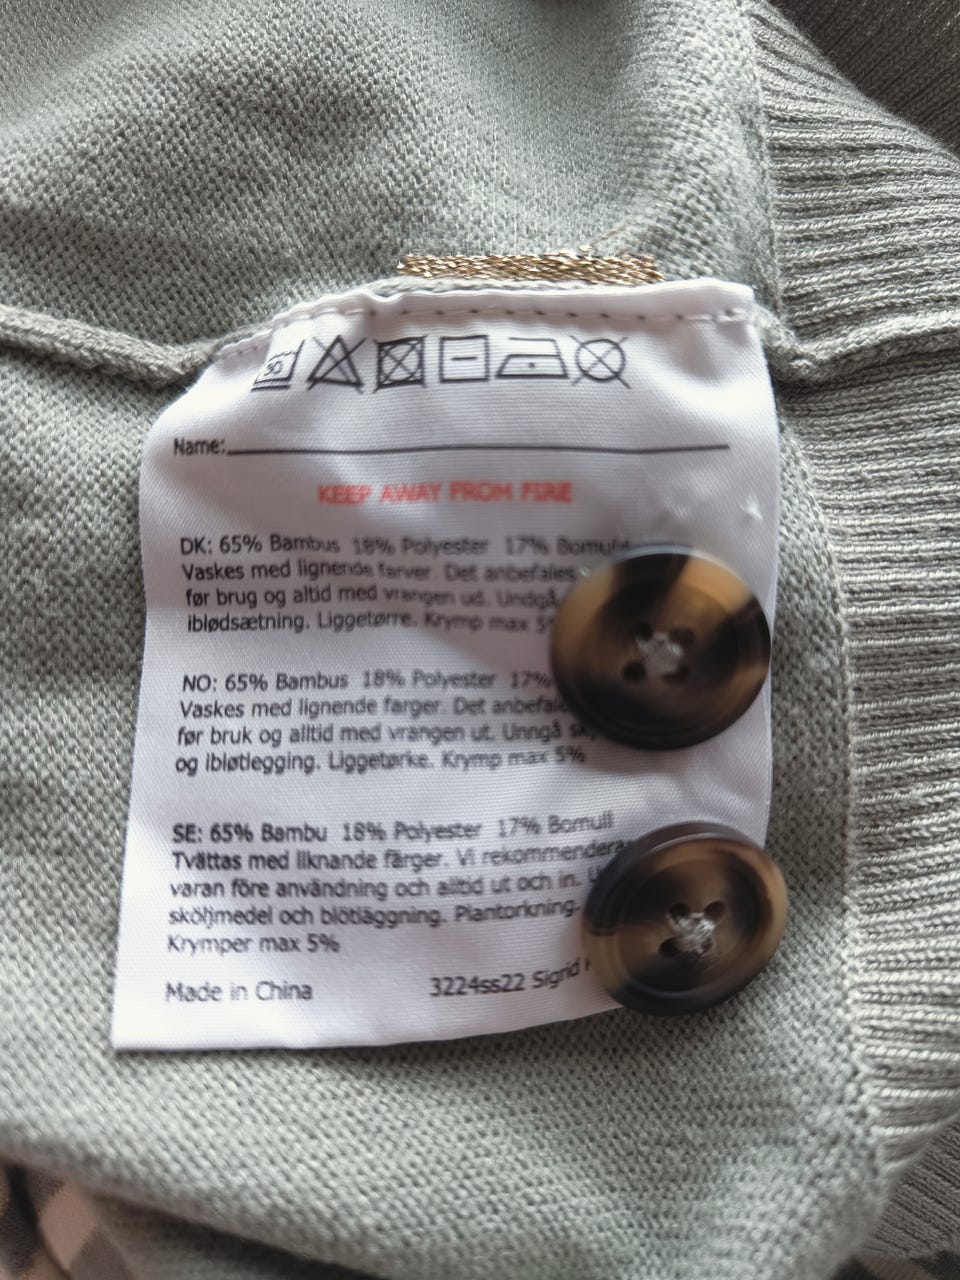 30
Name:
KEEP AWAY FROM FIRE
DK: 65% Bambus 18% Polyester 17% Bomuld
Vaskes med lignende farver. Det anbefales
før brug og altid med vrangen ud. Undgå
iblødsætning. Liggetørre. Krymp max 5%
NO: 65% Bambus 18% Polyester 17%
Vaskes med lignende farger. Det anbefales
før bruk og alltid med vrangen ut. Unngå
og ibløtlegging. Liggetørke. Krymp max 5%
SE: 65% Bambu 18% Polyester 17% Bomull
Tvättas med liknande färger. Vi rekommenderar
varan före användning och alltid ut och in.
sköljmedel och blötläggning. Plantorkning.
Krymper max 5%
Made in China 3224ss22 Sigrid